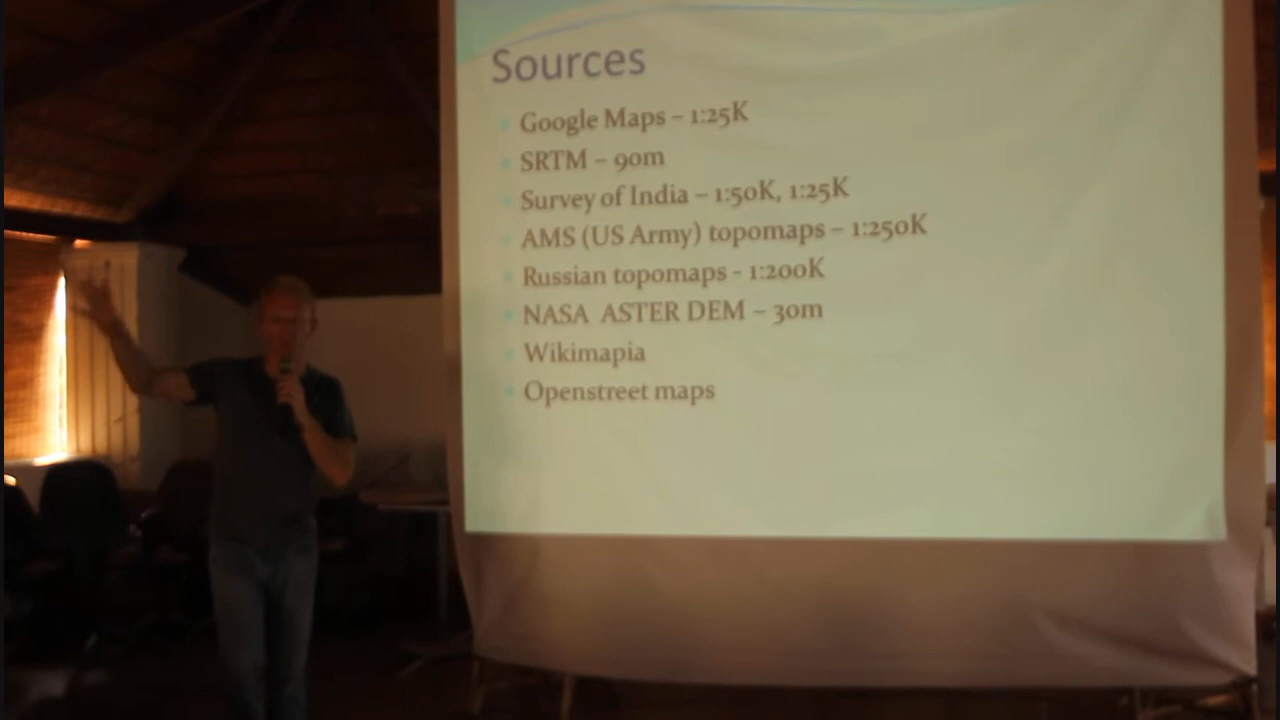 Sources
Google Maps – 1:25K
SRTM – 90m
Survey of India – 1:50K, 1:25K
AMS (US Army) topomaps – 1:250K
Russian topomaps - 1:200K
NASA ASTER DEM – 30m
Wikimapia
Openstreet maps